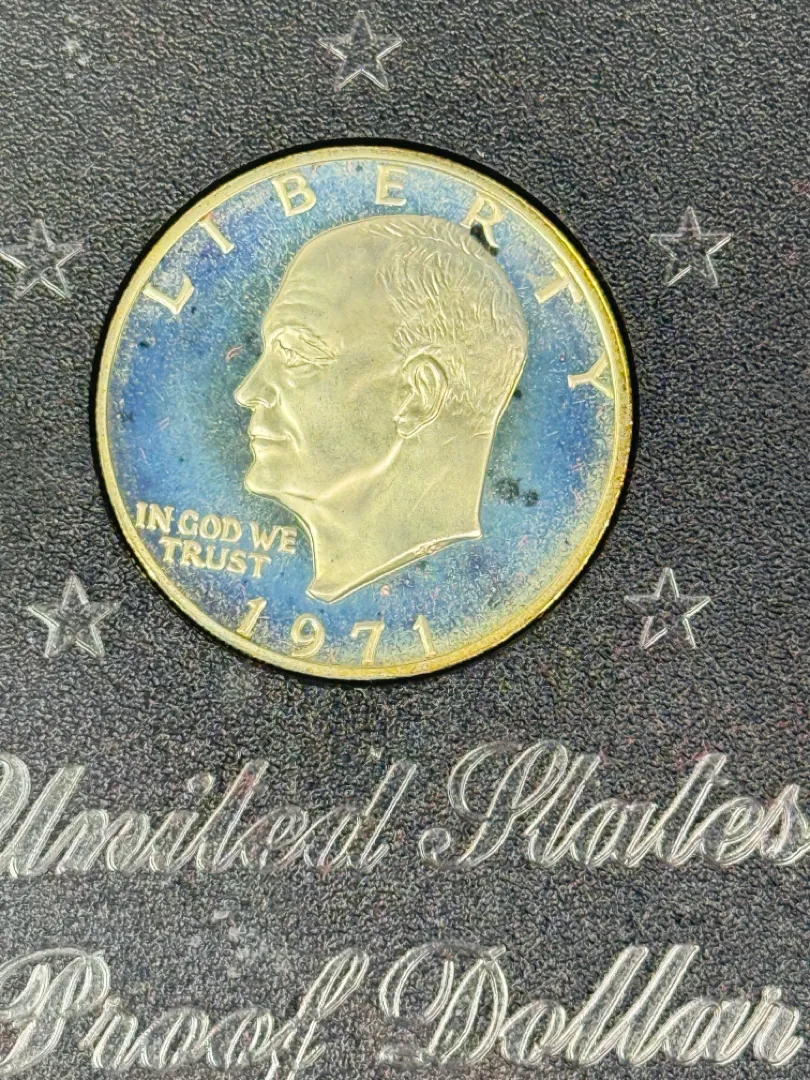 LIBERTY
IN GOD WE
TRUST
1971
United States
Proof Dollar